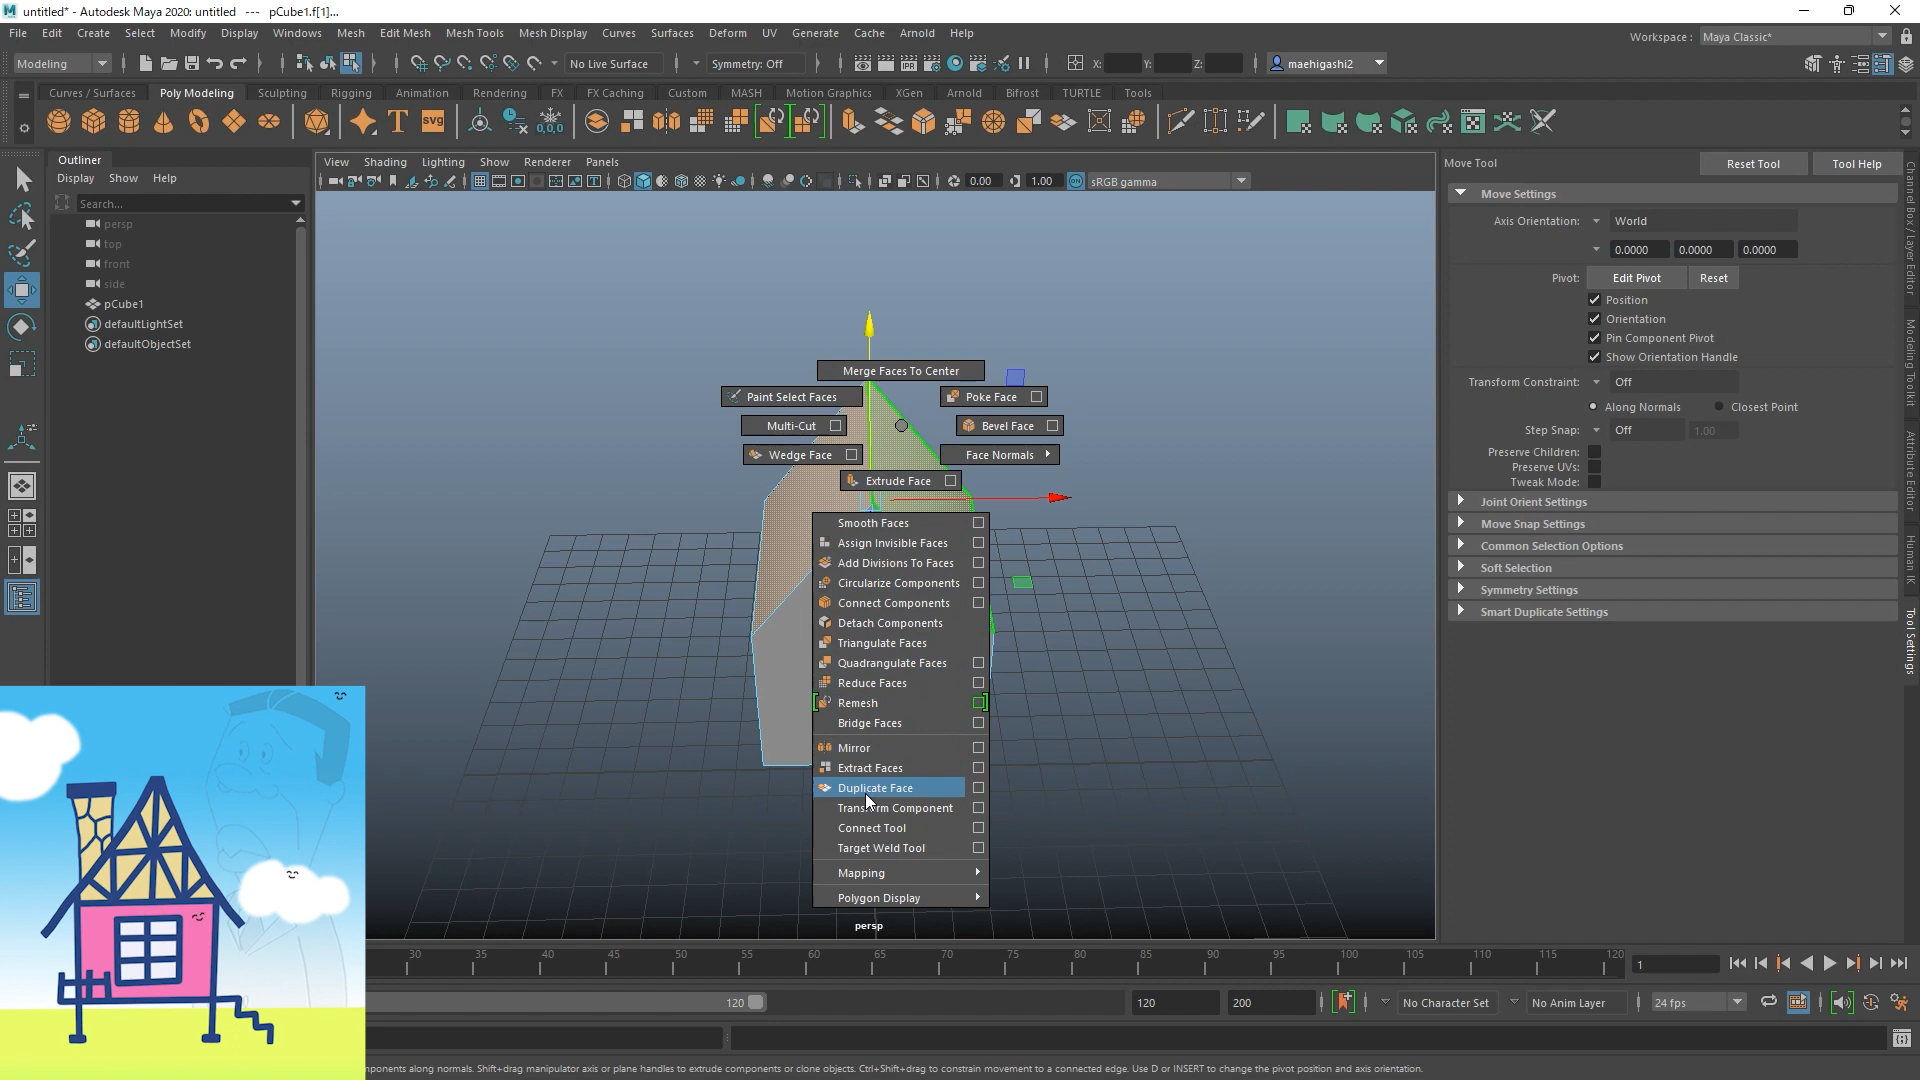 untitled* - Autodesk Maya 2020: untitled --- pCube1.f[1]...
File Edit Create Select Modify Display Windows Mesh Edit Mesh Mesh Tools Mesh Display Curves Surfaces Deform UV Generate Cache Arnold Help
Workspace : Maya Classic*
Modeling No Live Surface Symmetry: Off X: Y: Z: maehigashi2
Curves / Surfaces Poly Modeling Sculpting Rigging Animation Rendering FX FX Caching Custom MASH Motion Graphics XGen Arnold Bifrost TURTLE Tools
Outliner
Display Show Help
Search...
persp
top
front
side
pCube1
defaultLightSet
defaultObjectSet
View Shading Lighting Show Renderer Panels
0.00 1.00 sRGB gamma
Merge Faces To Center
Paint Select Faces Poke Face
Multi-Cut Bevel Face
Wedge Face Face Normals
Extrude Face
Smooth Faces
Assign Invisible Faces
Add Divisions To Faces
Circularize Components
Connect Components
Detach Components
Triangulate Faces
Quadrangulate Faces
Reduce Faces
Remesh
Bridge Faces
Mirror
Extract Faces
Duplicate Face
Transform Component
Connect Tool
Target Weld Tool
Mapping
Polygon Display
persp
Move Tool Reset Tool Tool Help
Move Settings
Axis Orientation: World
0.0000 0.0000 0.0000
Pivot: Edit Pivot Reset
Position
Orientation
Pin Component Pivot
Show Orientation Handle
Transform Constraint: Off
Along Normals Closest Point
Step Snap: Off 1.00
Preserve Children:
Preserve UVs:
Tweak Mode:
Joint Orient Settings
Move Snap Settings
Common Selection Options
Soft Selection
Symmetry Settings
Smart Duplicate Settings
Channel Box / Layer Editor
Modeling Toolkit
Attribute Editor
Human IK
Tool Settings
30 35 40 45 50 55 60 65 70 75 80 85 90 95 100 105 110 115 120
1
120 120 200 No Character Set No Anim Layer 24 fps
mponents along normals. Shift+drag manipulator axis or plane handles to extrude components or clone objects. Ctrl+Shift+drag to constrain movement to a connected edge. Use D or INSERT to change the pivot position and axis orientation.